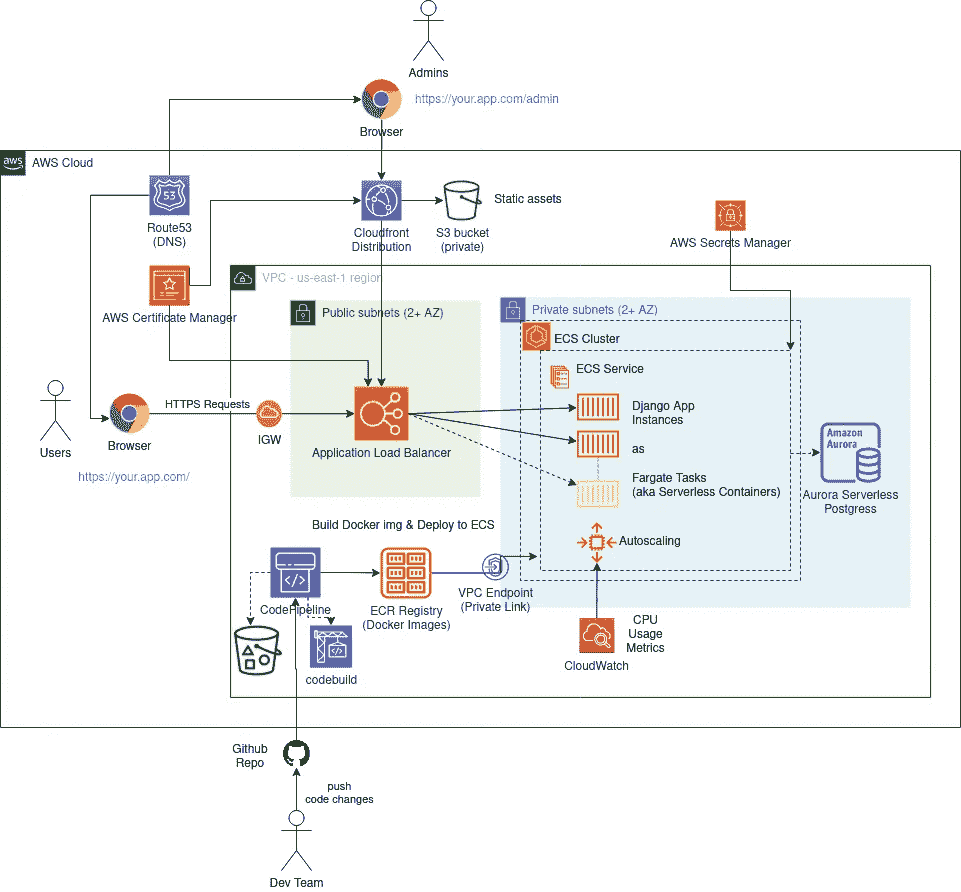 Admins
https://your.app.com/admin
Browser
aws
AWS Cloud
53
Route53
(DNS)
Cloudfront
Distribution
S3 bucket
(private)
Static assets
AWS Secrets Manager
AWS Certificate Manager
VPC - us-east-1 region
Public subnets (2+ AZ)
Private subnets (2+ AZ)
ECS Cluster
ECS Service
Users
Browser
https://your.app.com/
HTTPS Requests
IGW
Application Load Balancer
Django App
Instances
as
Fargate Tasks
(aka Serverless Containers)
Autoscaling
Amazon
Aurora
Aurora Serverless
Postgress
Build Docker img & Deploy to ECS
CodePipeline
ECR Registry
(Docker Images)
VPC Endpoint
(Private Link)
codebuild
CPU
Usage
Metrics
CloudWatch
Github
Repo
push
code changes
Dev Team